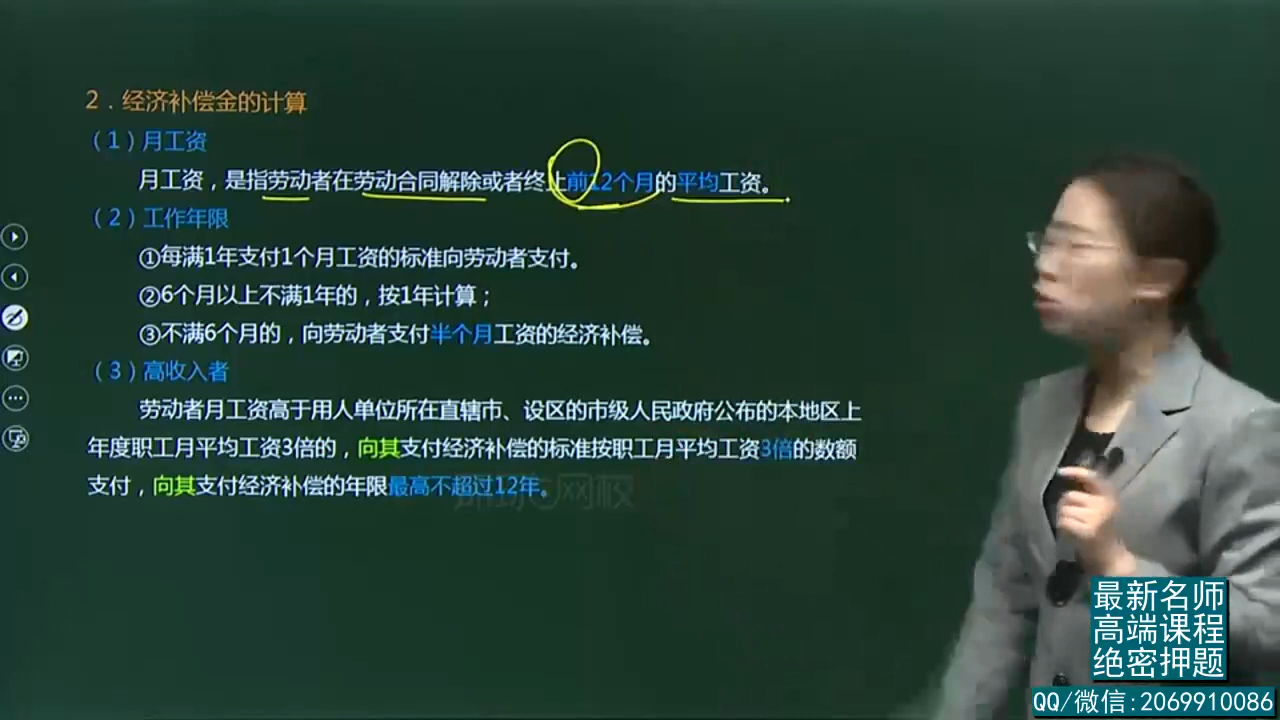 2．经济补偿金的计算
（1）月工资
月工资，是指劳动者在劳动合同解除或者终止前12个月的平均工资。
（2）工作年限
①每满1年支付1个月工资的标准向劳动者支付。
②6个月以上不满1年的，按1年计算；
③不满6个月的，向劳动者支付半个月工资的经济补偿。
（3）高收入者
劳动者月工资高于用人单位所在直辖市、设区的市级人民政府公布的本地区上
年度职工月平均工资3倍的，向其支付经济补偿的标准按职工月平均工资3倍的数额
支付，向其支付经济补偿的年限最高不超过12年。
环球网校
最新名师
高端课程
绝密押题
QQ/微信:2069910086